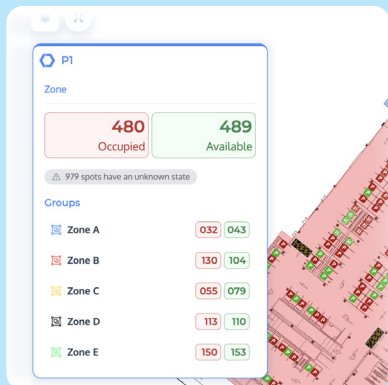 P1
Zone
480 489
Occupied Available
979 spots have an unknown state
Groups
Zone A 032 043
Zone B 130 104
Zone C 055 079
Zone D 113 110
Zone E 150 153